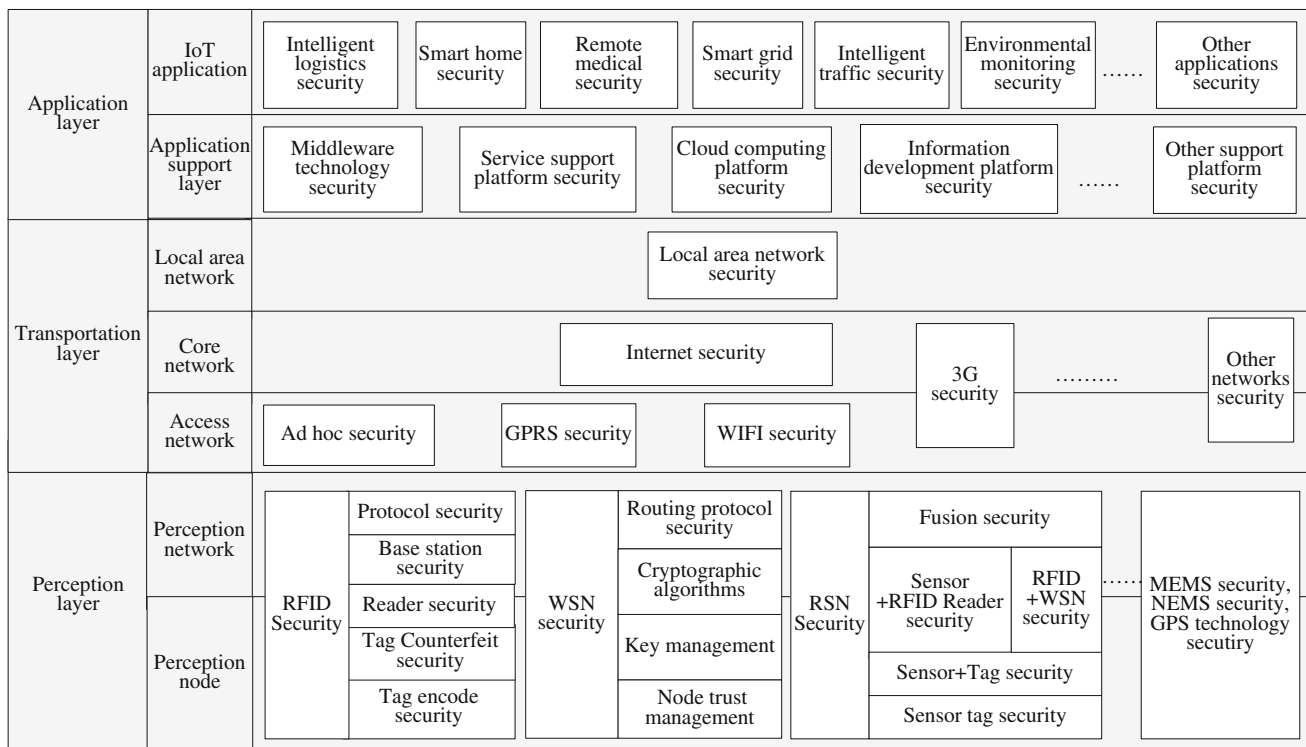 Application
layer
IoT
application
Intelligent
logistics
security
Smart home
security
Remote
medical
security
Smart grid
security
Intelligent
traffic security
Environmental
monitoring
security
......
Other
applications
security
Application
support
layer
Middleware
technology
security
Service support
platform security
Cloud computing
platform
security
Information
development platform
security
......
Other support
platform
security
Transportation
layer
Local area
network
Local area network
security
Core
network
Internet security
3G
security
.........
Other
networks
security
Access
network
Ad hoc security
GPRS security
WIFI security
Perception
layer
Perception
network
Perception
node
RFID
Security
Protocol security
Base station
security
Reader security
Tag Counterfeit
security
Tag encode
security
WSN
security
Routing protocol
security
Cryptographic
algorithms
Key management
Node trust
management
RSN
Security
Fusion security
Sensor
+RFID Reader
security
RFID
+WSN
security
Sensor+Tag security
Sensor tag security
......
MEMS security,
NEMS security,
GPS technology
secutiry